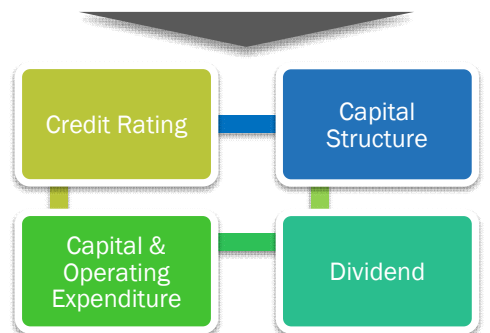 Credit Rating
Capital
Structure
Capital &
Operating
Expenditure
Dividend